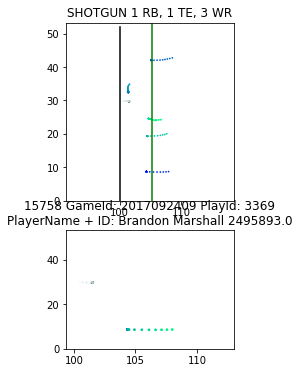 SHOTGUN 1 RB, 1 TE, 3 WR
50
40
30
20
10
0
100 110
15758 GameId: 2017092409 PlayId: 3369
PlayerName + ID: Brandon Marshall 2495893.0
40
20
0
100 105 110